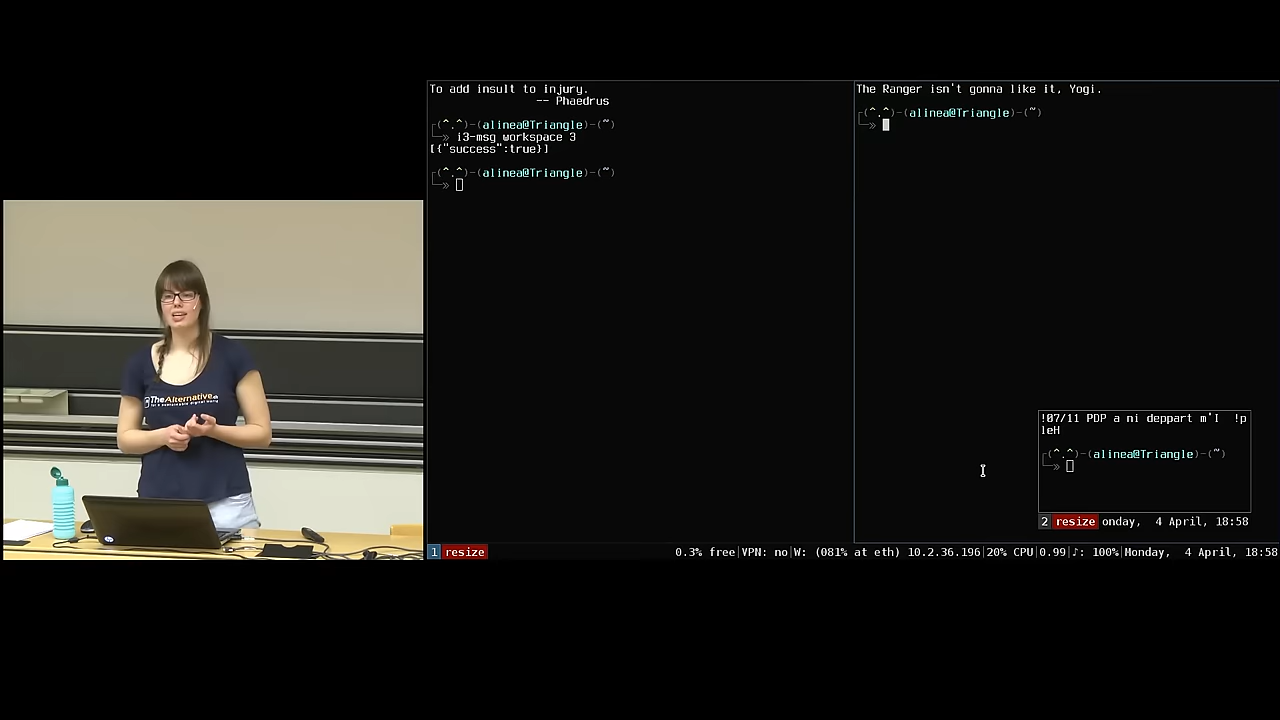 To add insult to injury.
-- Phaedrus
┌(^.^)-(alinea@Triangle)-(~)
└─» i3-msg workspace 3
[{"success":true}]
┌(^.^)-(alinea@Triangle)-(~)
└─»
The Ranger isn't gonna like it, Yogi.
┌(^.^)-(alinea@Triangle)-(~)
└─»
!07/11 PDP a ni deppart m'I  !p
leH
┌(^.^)-(alinea@Triangle)-(~)
└─»
2 resize onday,  4 April, 18:58
1 resize
0.3% free|VPN: no|W: (081% at eth) 10.2.36.196|20% CPU|0.99|♪: 100%|Monday,  4 April, 18:58
TheAlternative.ch